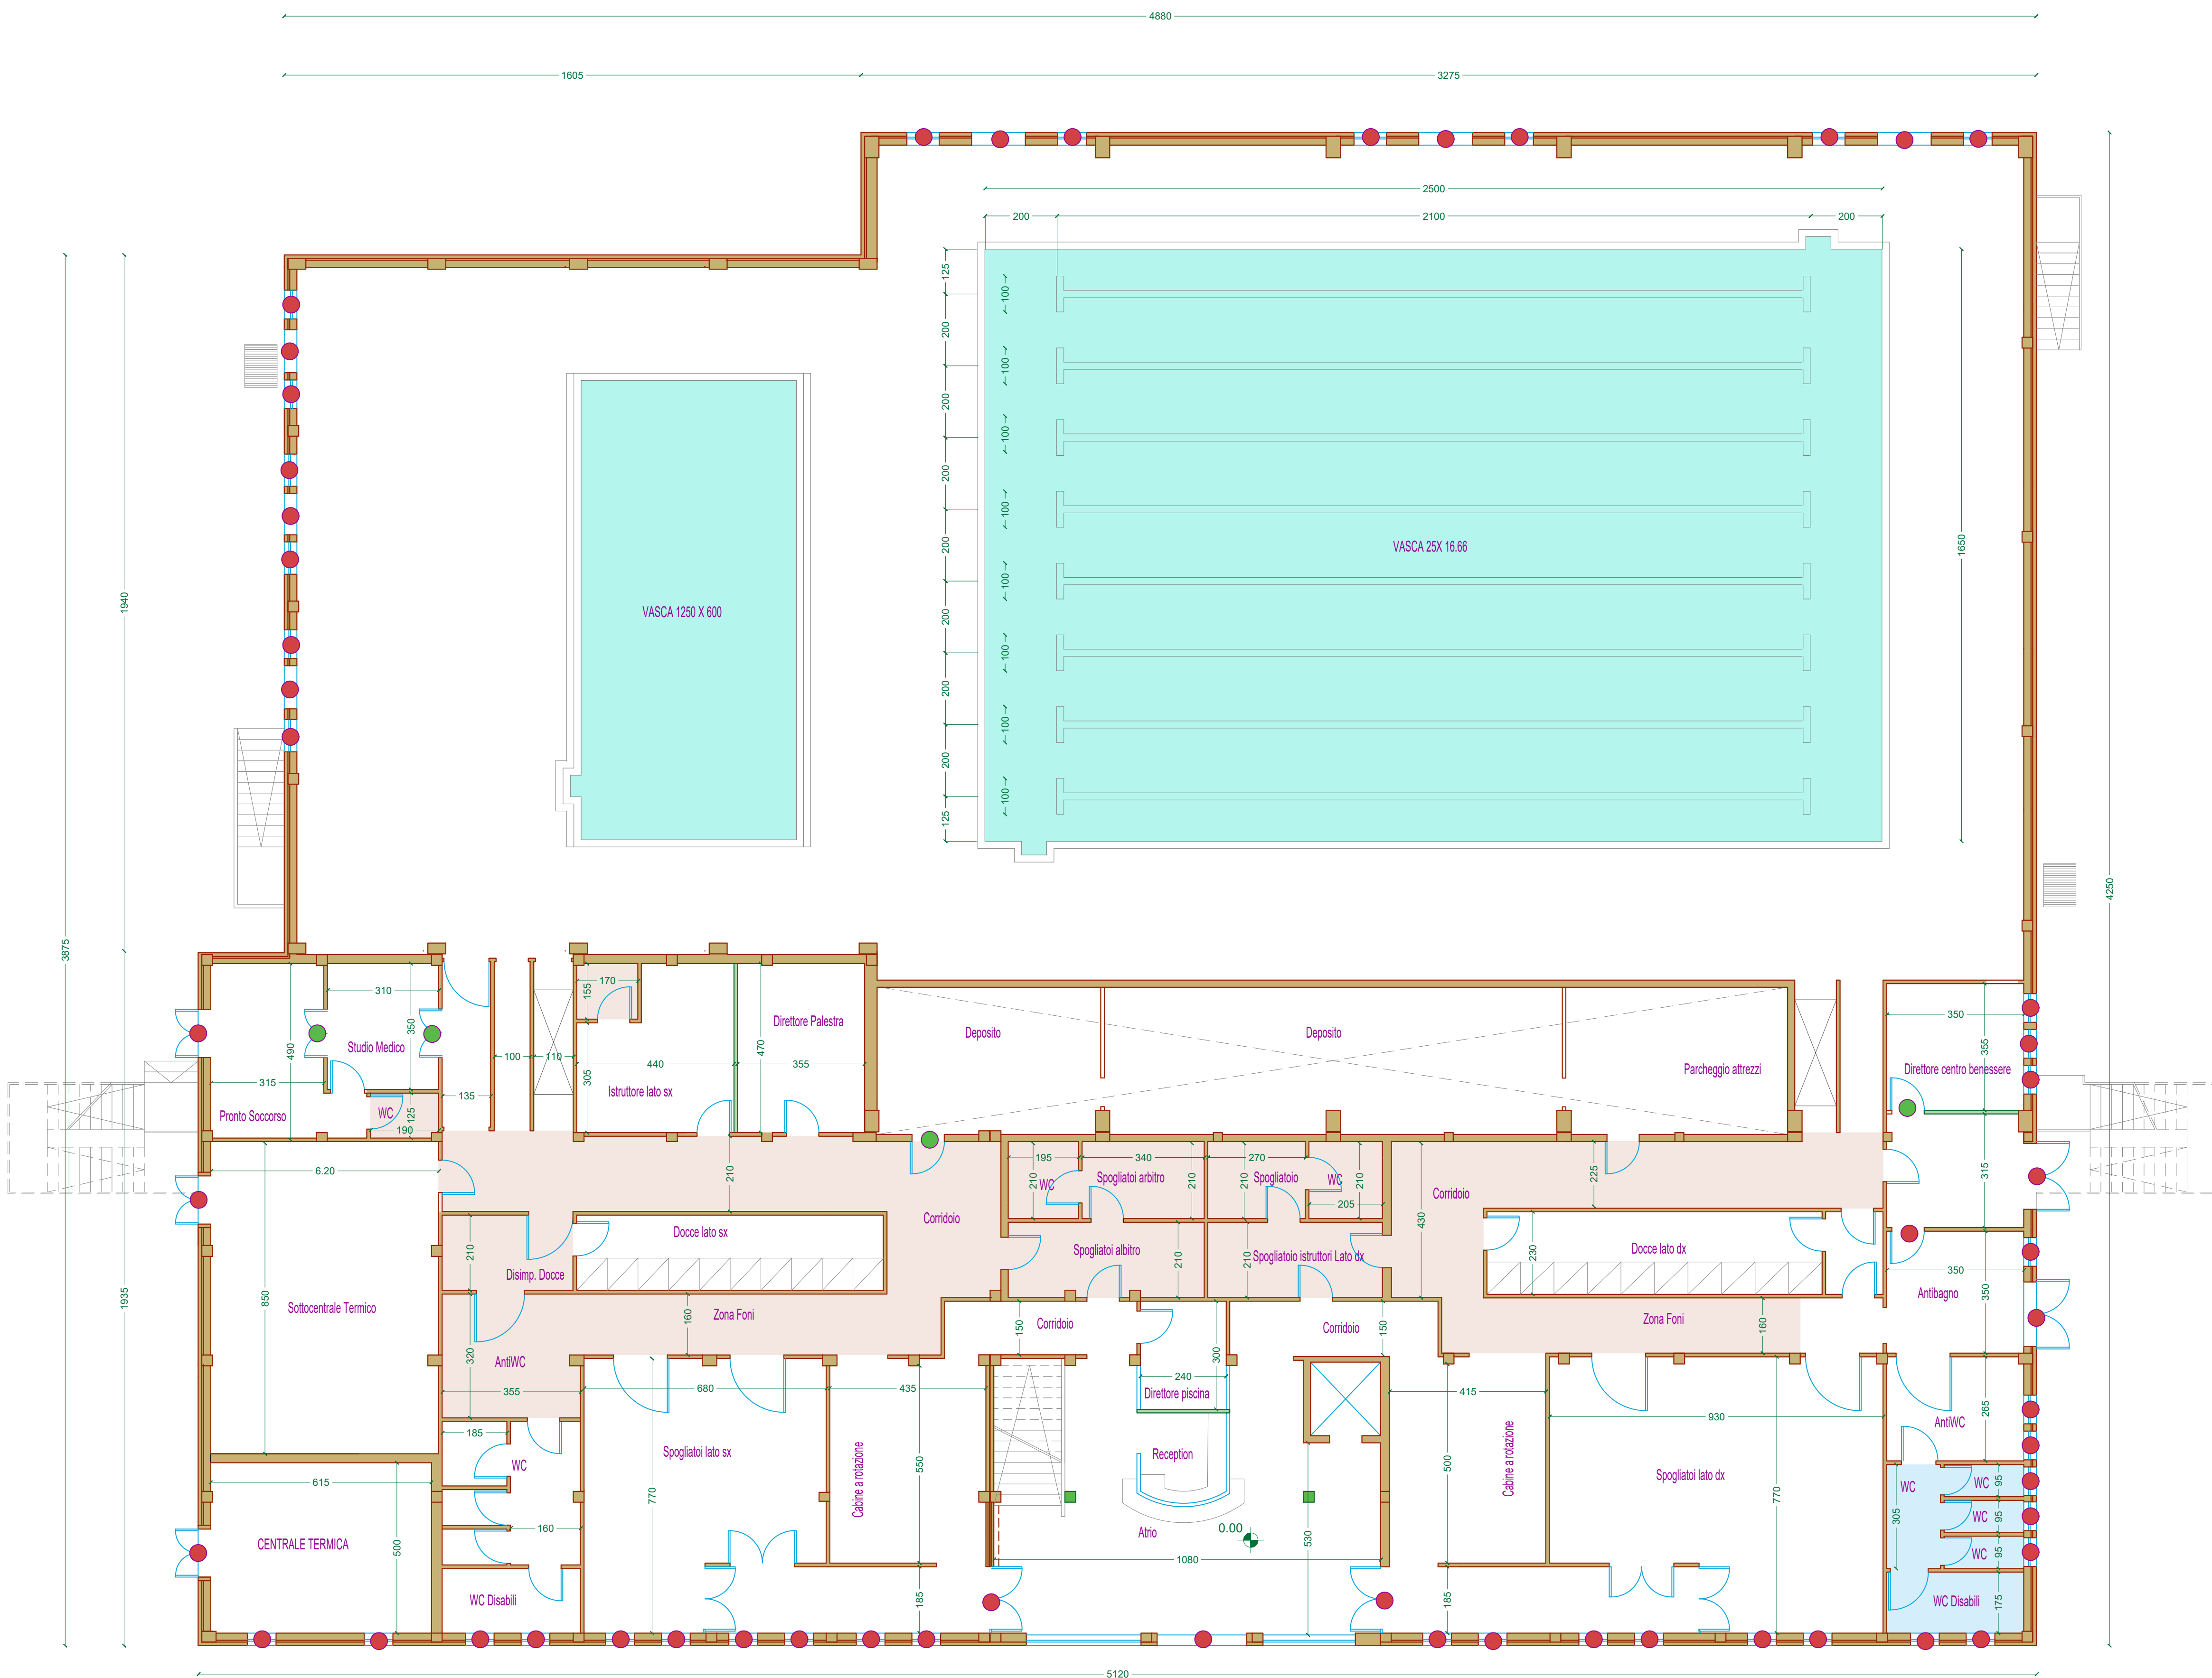 4880
1605
3275
2500
200
2100
200
125
100
200
100
200
100
200
100
200
VASCA 25X 16.66
1650
100
200
VASCA 1250 X 600
1940
100
200
100
200
100
125
3875
4250
310
490
350
Studio Medico
315
Pronto Soccorso
WC
125
190
135
100
110
170
155
305
440
Istruttore lato sx
470
Direttore Palestra
355
Deposito
Deposito
Parcheggio attrezzi
350
355
Direttore centro benessere
6.20
210
195
210
WC
340
Spogliatoi arbitro
210
270
210
Spogliatoio
WC
210
205
Corridoio
225
315
430
Corridoio
Docce lato sx
210
Disimp. Docce
Spogliatoi albitro
210
210
Spogliatoio istruttori Lato dx
230
Docce lato dx
350
Antibagno
350
1935
850
Sottocentrale Termico
Zona Foni
160
Corridoio
150
300
Corridoio
150
Zona Foni
160
320
AntiWC
355
680
435
240
Direttore piscina
415
930
265
AntiWC
185
WC
Spogliatoi lato sx
770
Cabine a rotazione
550
Reception
500
Cabine a rotazione
Spogliatoi lato dx
770
615
CENTRALE TERMICA
500
160
WC Disabili
Atrio
0.00
530
1080
185
185
WC
305
WC
95
WC
95
WC
95
WC Disabili
175
5120